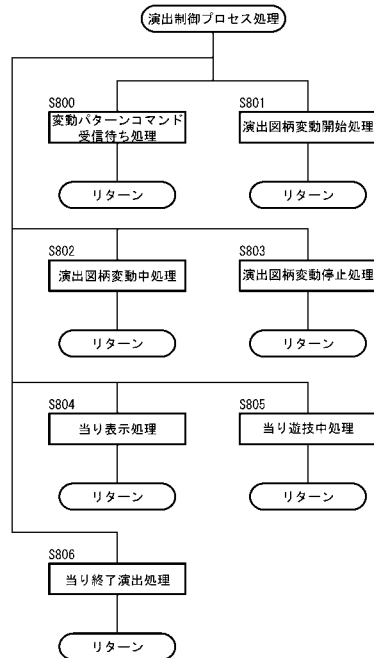 演出制御プロセス処理
S800
変動パターンコマンド
受信待ち処理
リターン
S801
演出図柄変動開始処理
リターン
S802
演出図柄変動中処理
リターン
S803
演出図柄変動停止処理
リターン
S804
当り表示処理
リターン
S805
当り遊技中処理
リターン
S806
当り終了演出処理
リターン